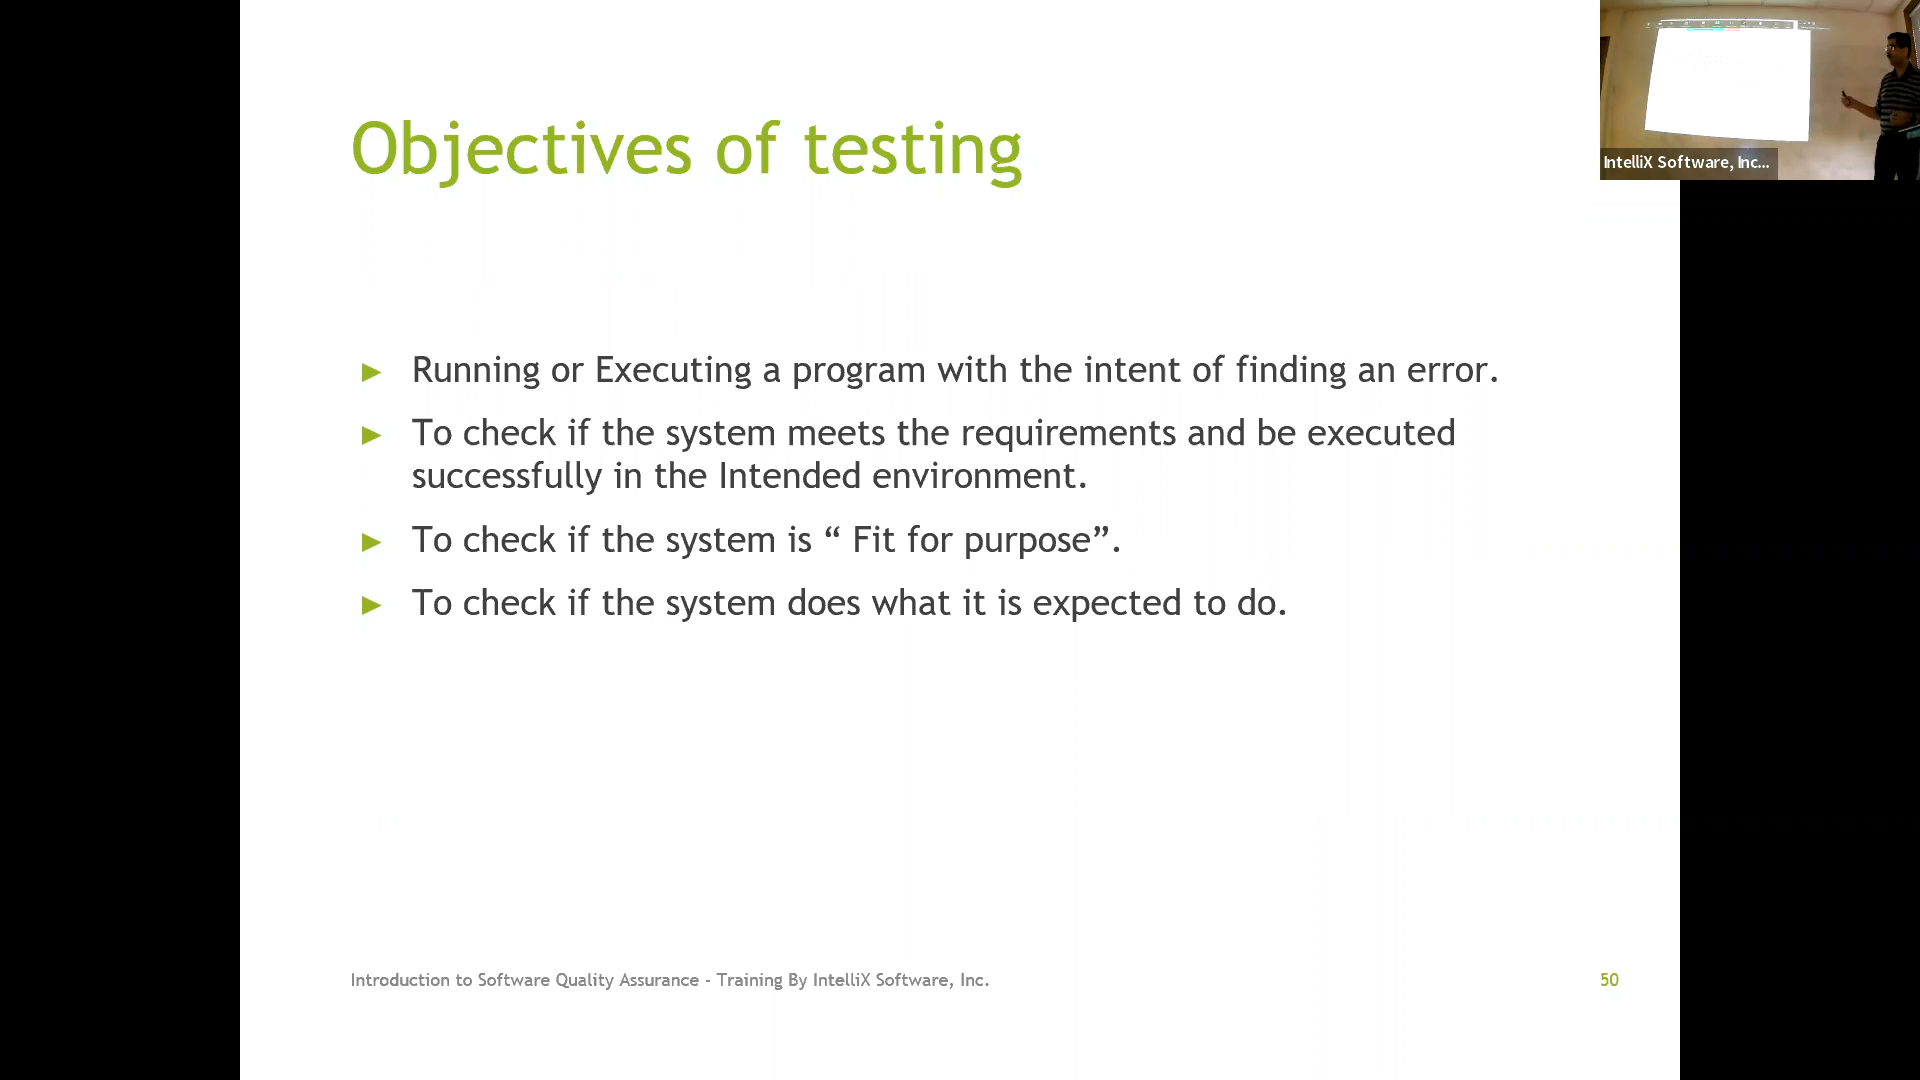 IntelliX Software, Inc...
Objectives of testing
► Running or Executing a program with the intent of finding an error.
► To check if the system meets the requirements and be executed
successfully in the Intended environment.
► To check if the system is “ Fit for purpose”.
► To check if the system does what it is expected to do.
Introduction to Software Quality Assurance - Training By IntelliX Software, Inc.
50